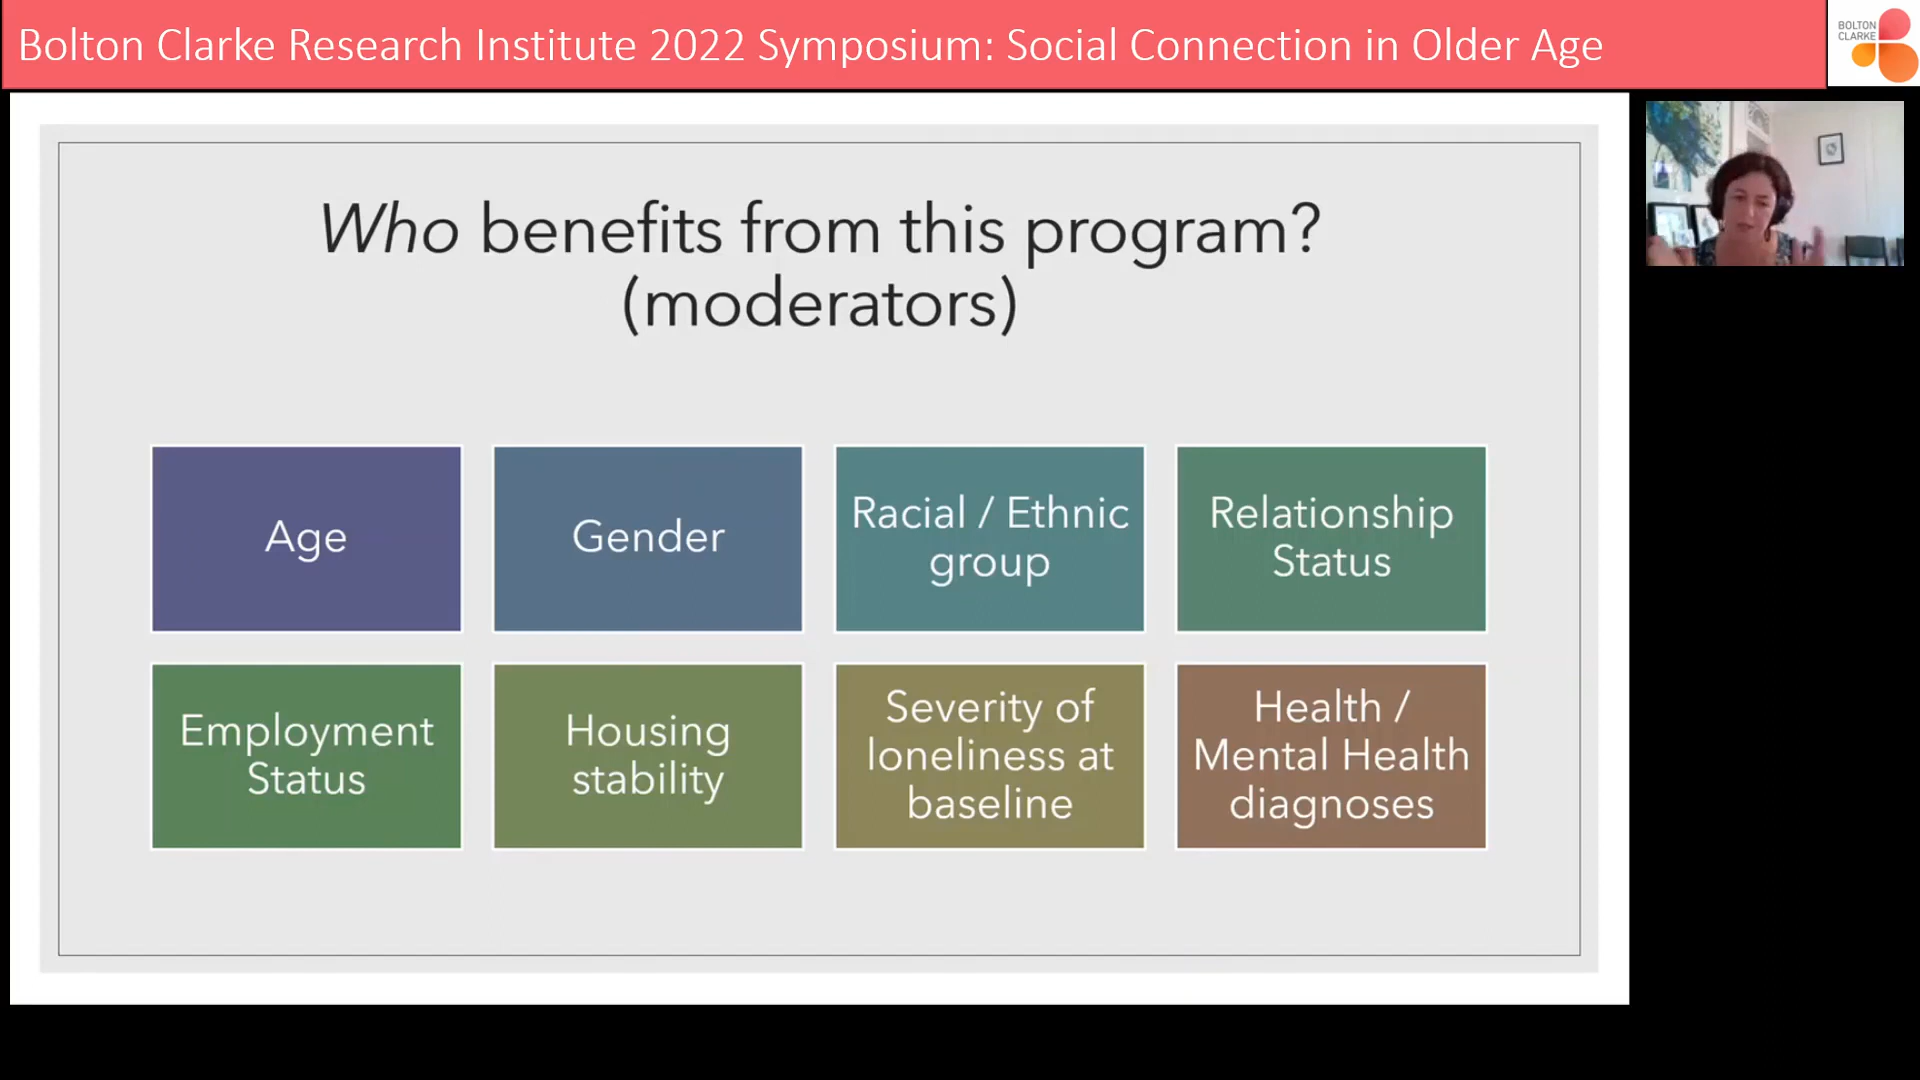 Bolton Clarke Research Institute 2022 Symposium: Social Connection in Older Age
BOLTON
CLARKE
Who benefits from this program?
(moderators)
Age
Gender
Racial / Ethnic
group
Relationship
Status
Employment
Status
Housing
stability
Severity of
loneliness at
baseline
Health /
Mental Health
diagnoses